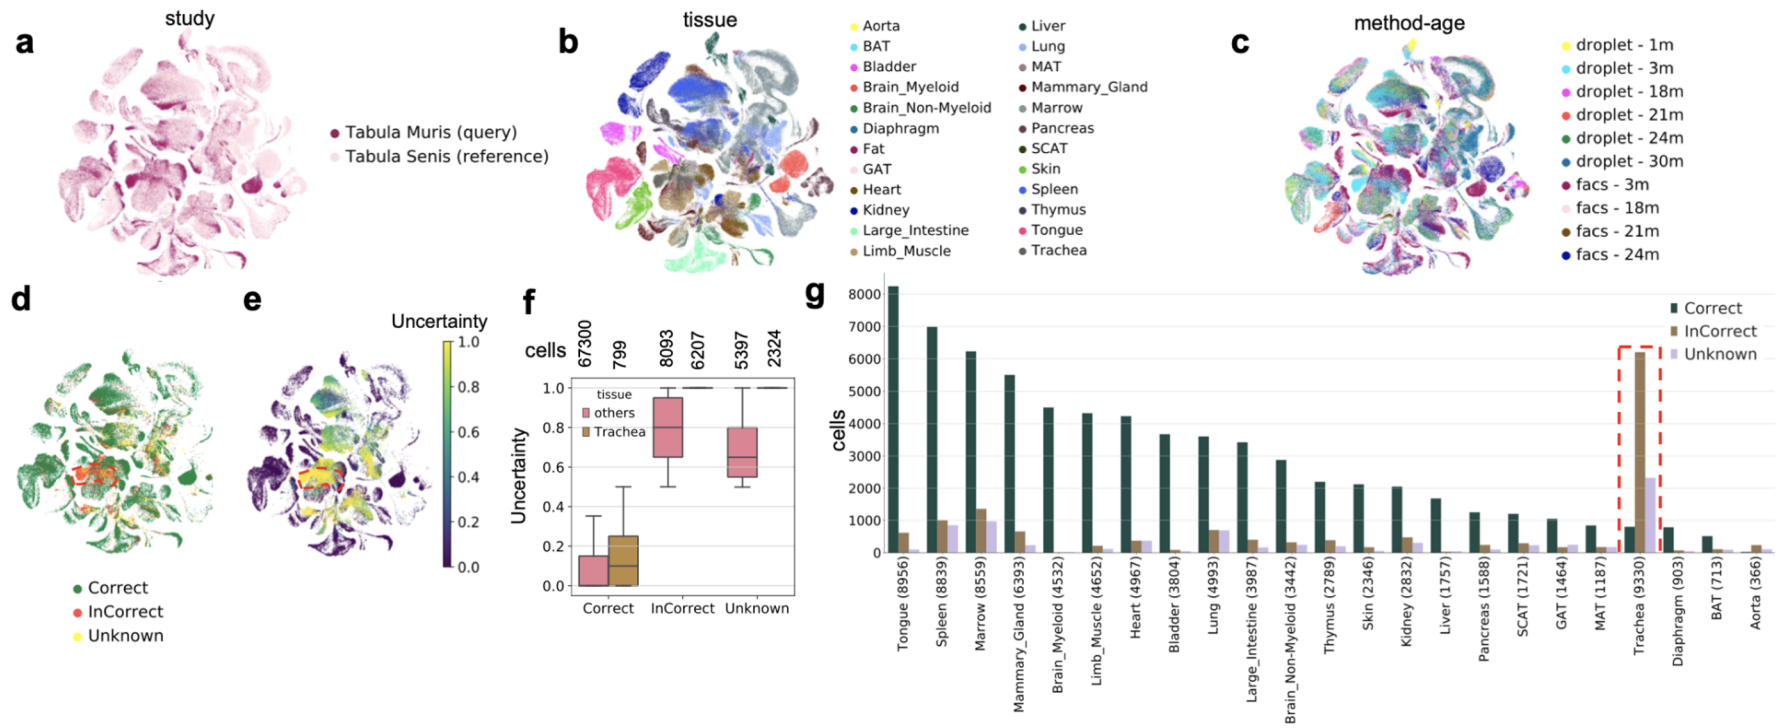 a
study
Tabula Muris (query)
Tabula Senis (reference)
b
tissue
Aorta
BAT
Bladder
Brain_Myeloid
Brain_Non-Myeloid
Diaphragm
Fat
GAT
Heart
Kidney
Large_Intestine
Limb_Muscle
Liver
Lung
MAT
Mammary_Gland
Marrow
Pancreas
SCAT
Skin
Spleen
Thymus
Tongue
Trachea
c
method-age
droplet - 1m
droplet - 3m
droplet - 18m
droplet - 21m
droplet - 24m
droplet - 30m
facs - 3m
facs - 18m
facs - 21m
facs - 24m
d
Correct
InCorrect
Unknown
e
Uncertainty
1.0
0.8
0.6
0.4
0.2
0.0
f
cells
67300
799
8093
6207
5397
2324
Uncertainty
1.0
0.8
0.6
0.4
0.2
0.0
tissue
others
Trachea
Correct
InCorrect
Unknown
g
cells
8000
7000
6000
5000
4000
3000
2000
1000
0
Correct
InCorrect
Unknown
Tongue (8956)
Spleen (8839)
Marrow (8559)
Mammary_Gland (6393)
Brain_Myeloid (4532)
Limb_Muscle (4652)
Heart (4967)
Bladder (3804)
Lung (4993)
Large_Intestine (3987)
Brain_Non-Myeloid (3442)
Thymus (2789)
Skin (2346)
Kidney (2832)
Liver (1757)
Pancreas (1588)
SCAT (1721)
GAT (1464)
MAT (1187)
Trachea (9330)
Diaphragm (903)
BAT (713)
Aorta (366)